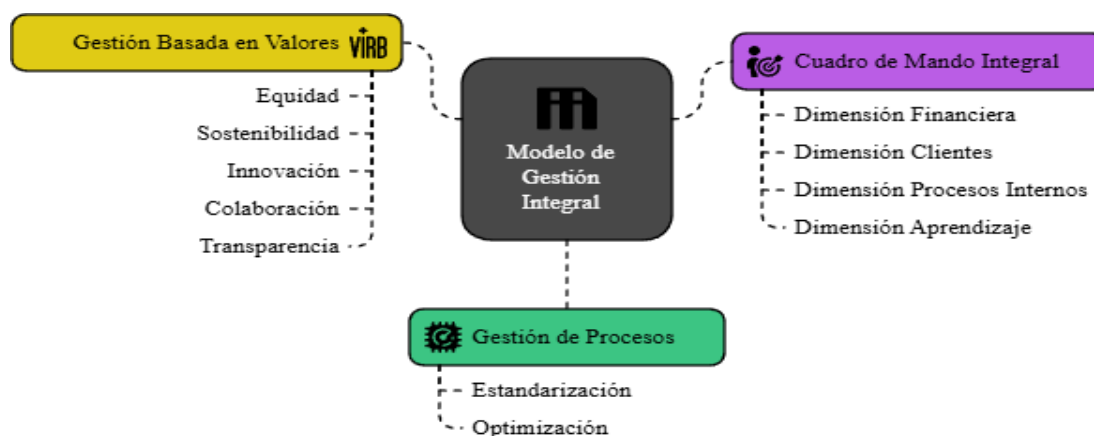 Gestión Basada en Valores
VIRB
Equidad
Sostenibilidad
Innovación
Colaboración
Transparencia
Modelo de
Gestión
Integral
Cuadro de Mando Integral
Dimensión Financiera
Dimensión Clientes
Dimensión Procesos Internos
Dimensión Aprendizaje
Gestión de Procesos
Estandarización
Optimización